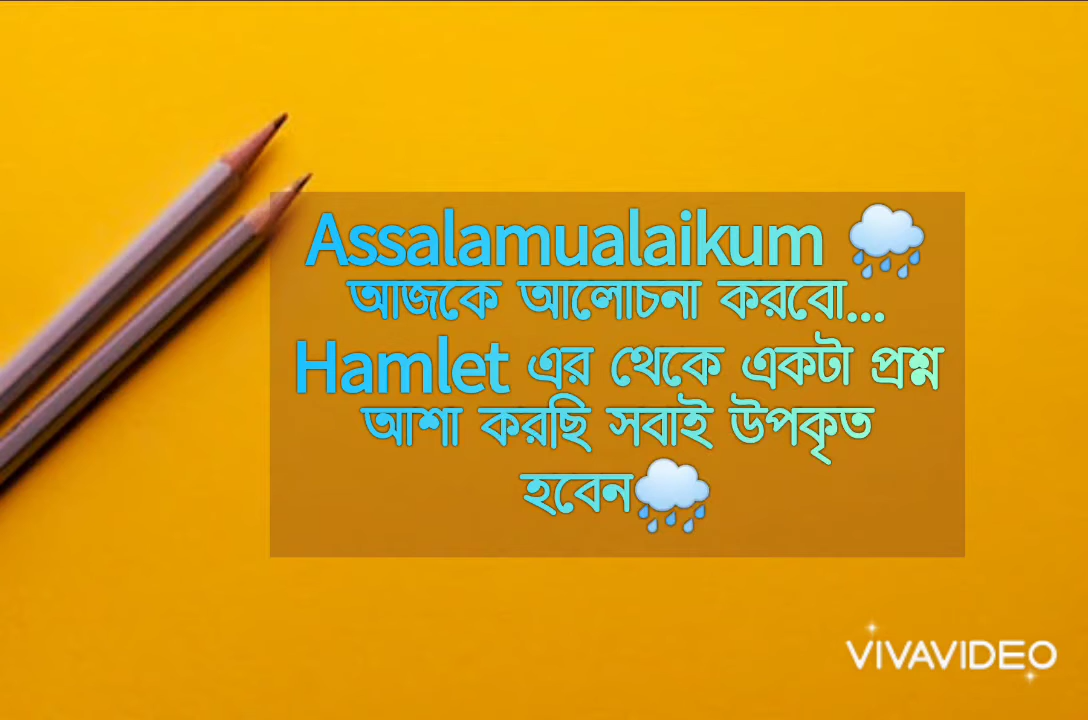 Assalamualaikum 🌧️
আজকে আলোচনা করবো...
Hamlet এর থেকে একটা প্রশ্ন
আশা করছি সবাই উপকৃত
হবেন🌧️
VIVAVIDEO